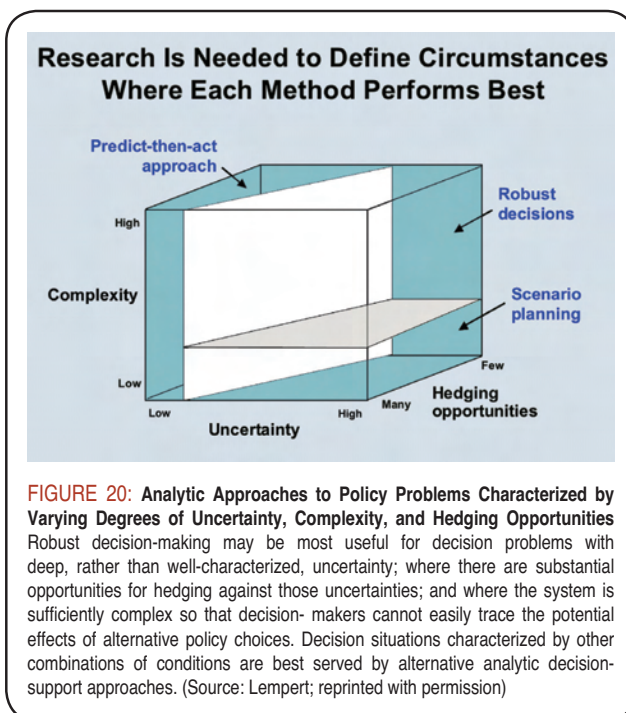 Research Is Needed to Define Circumstances
Where Each Method Performs Best
Predict-then-act
approach
High
Robust
decisions
Complexity
Scenario
planning
Few
Low
Hedging
opportunities
Low
High
Many
Uncertainty
FIGURE 20: Analytic Approaches to Policy Problems Characterized by
Varying Degrees of Uncertainty, Complexity, and Hedging Opportunities
Robust decision-making may be most useful for decision problems with
deep, rather than well-characterized, uncertainty; where there are substantial
opportunities for hedging against those uncertainties; and where the system is
sufficiently complex so that decision- makers cannot easily trace the potential
effects of alternative policy choices. Decision situations characterized by other
combinations of conditions are best served by alternative analytic decision-
support approaches. (Source: Lempert; reprinted with permission)